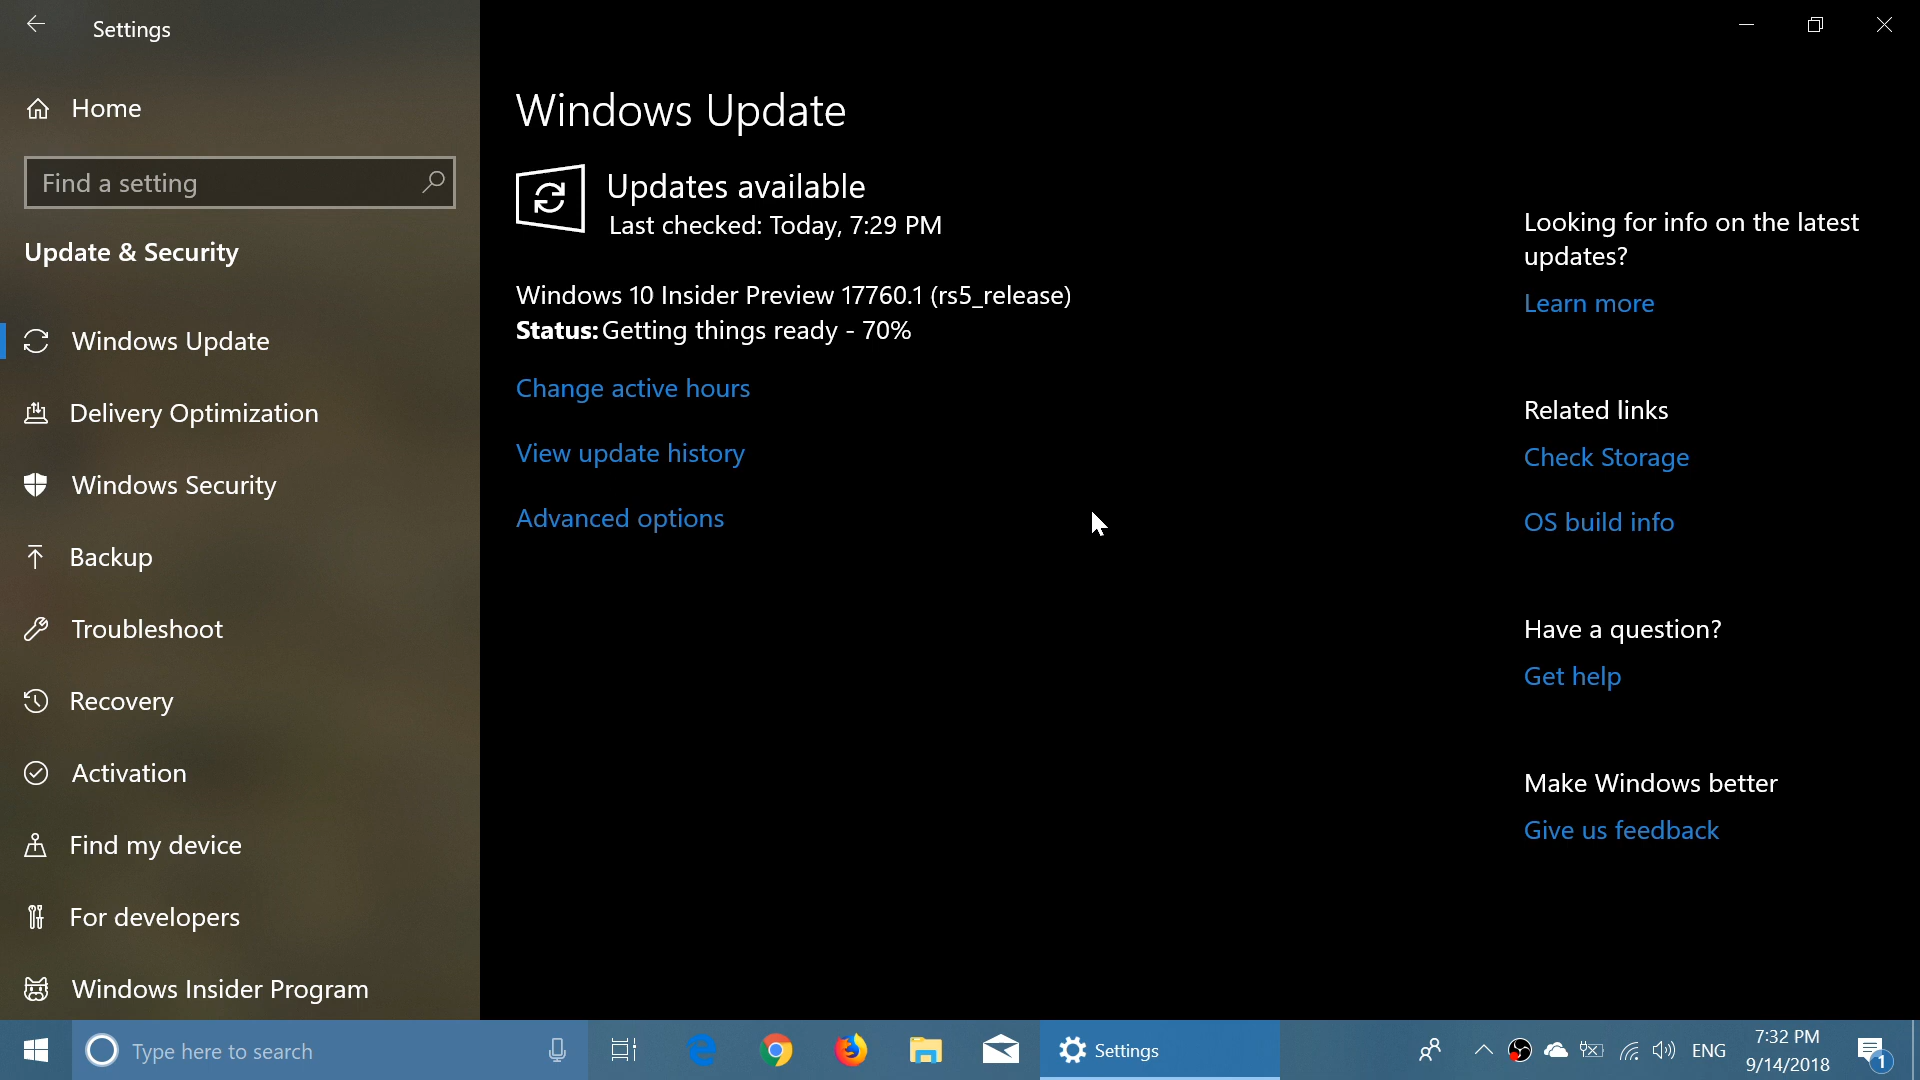 Settings
Home
Find a setting
Update & Security
Windows Update
Delivery Optimization
Windows Security
Backup
Troubleshoot
Recovery
Activation
Find my device
For developers
Windows Insider Program
Windows Update
Updates available
Last checked: Today, 7:29 PM
Windows 10 Insider Preview 17760.1 (rs5_release)
Status: Getting things ready - 70%
Change active hours
View update history
Advanced options
Looking for info on the latest
updates?
Learn more
Related links
Check Storage
OS build info
Have a question?
Get help
Make Windows better
Give us feedback
Type here to search
Settings
ENG
7:32 PM
9/14/2018
1